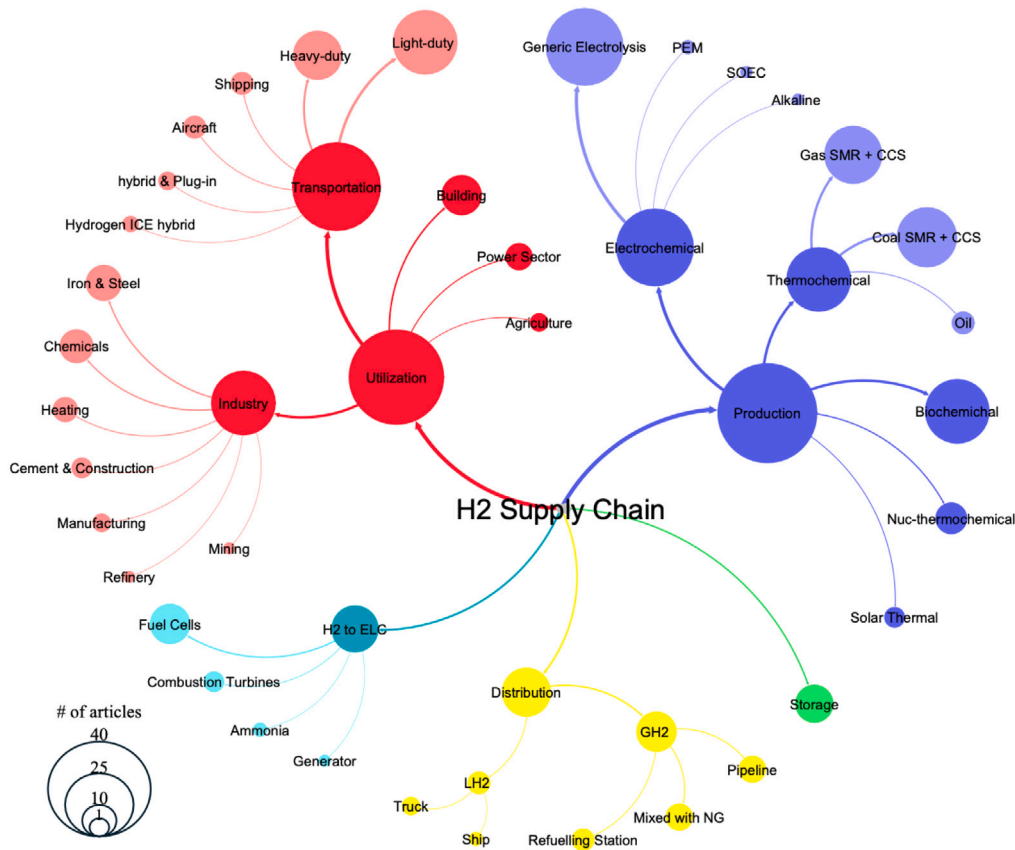 Light-duty
Heavy-duty
Shipping
Aircraft
hybrid & Plug-in
Hydrogen ICE hybrid
Transportation
Building
Power Sector
Agriculture
Utilization
Iron & Steel
Chemicals
Heating
Cement & Construction
Manufacturing
Refinery
Mining
Industry
Generic Electrolysis
PEM
SOEC
Alkaline
Electrochemical
Gas SMR + CCS
Coal SMR + CCS
Thermochemical
Oil
Production
Biochemichal
Nuc-thermochemical
Solar Thermal
H2 Supply Chain
Fuel Cells
H2 to ELC
Combustion Turbines
Ammonia
Generator
Distribution
GH2
LH2
Truck
Ship
Pipeline
Mixed with NG
Refuelling Station
Storage
# of articles
40
25
10
1